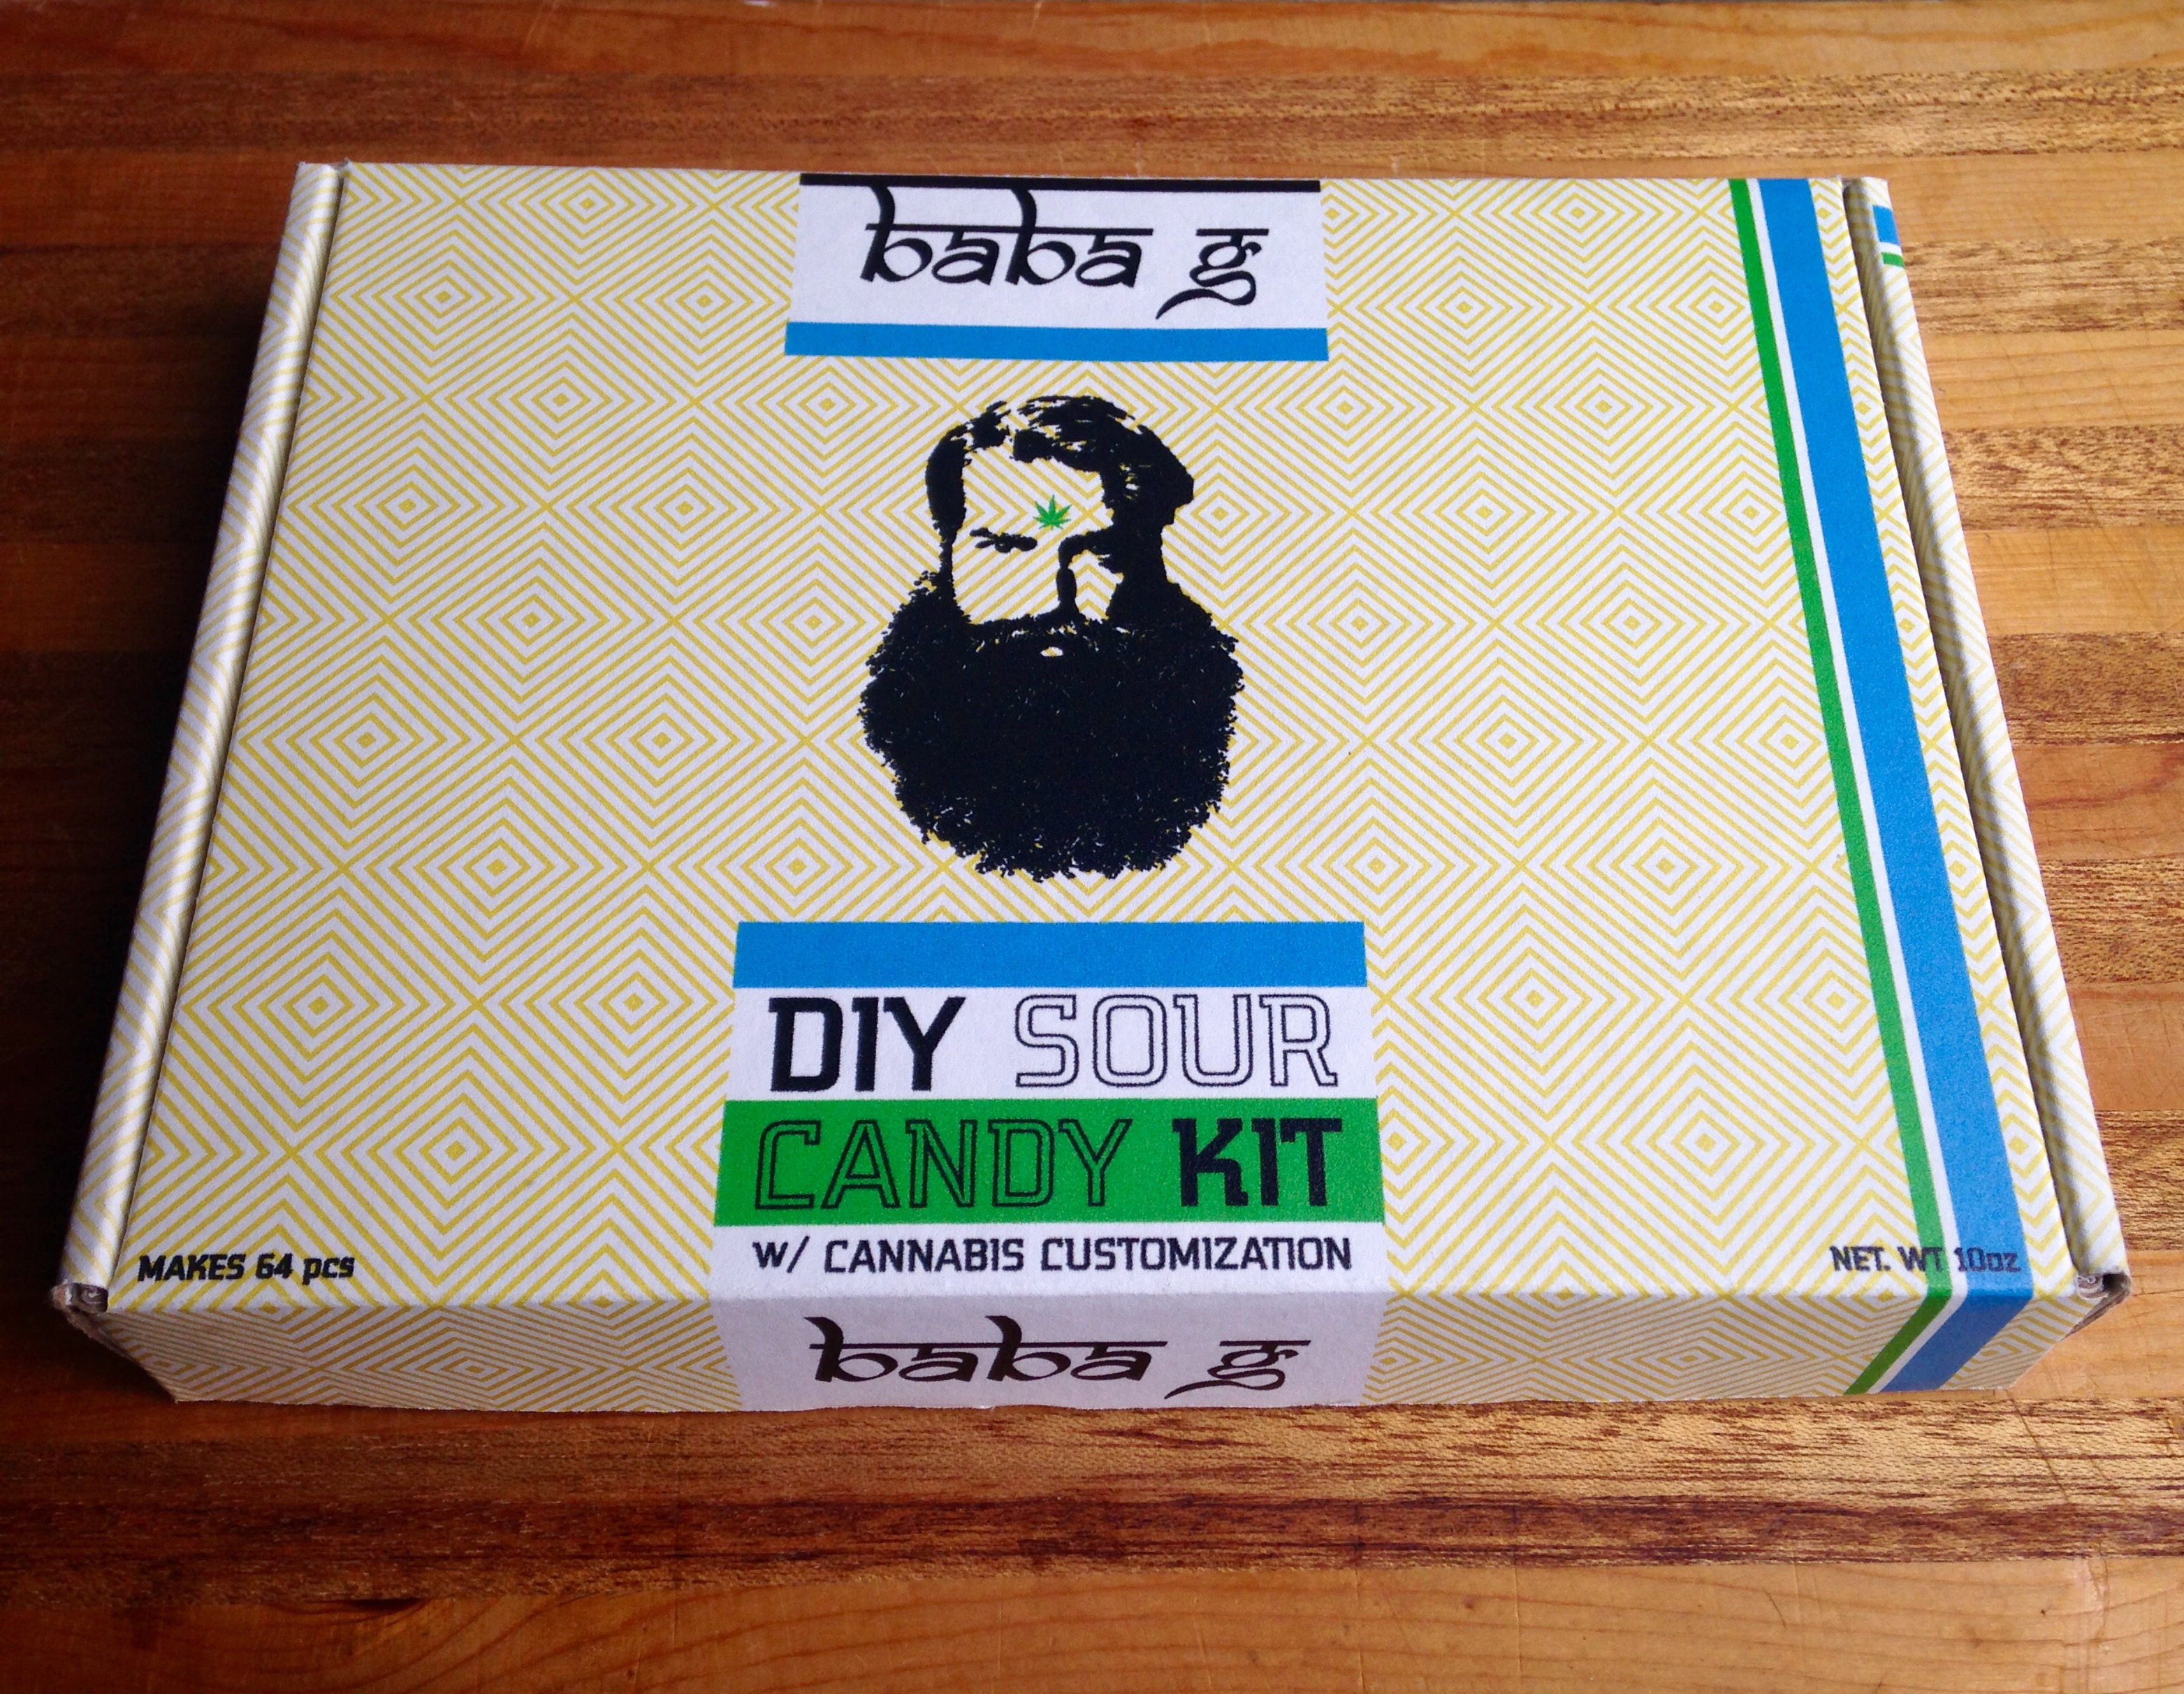 baba g
DIY SOUR
CANDY KIT
w/ CANNABIS CUSTOMIZATION
MAKES 64 pcs
NET. WT 10oz
baba g